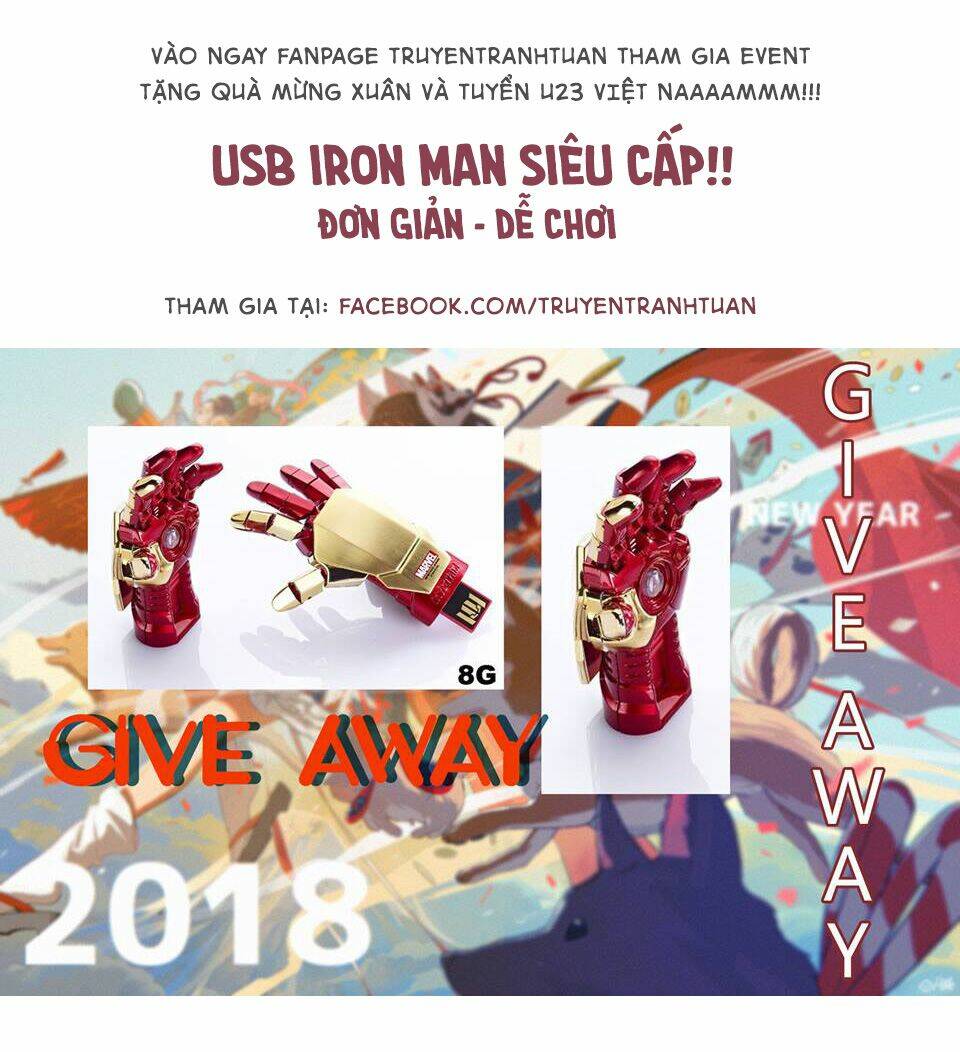 VÀO NGAY FANPAGE TRUYENTRANHTUAN THAM GIA EVENT
TẶNG QUÀ MỪNG XUÂN VÀ TUYỂN U23 VIỆT NAAAAMMM!!!
USB IRON MAN SIÊU CẤP!!
ĐƠN GIẢN - DỄ CHƠI
THAM GIA TẠI: FACEBOOK.COM/TRUYENTRANHTUAN
GIVE AWAY
NEW YEAR -
MARVEL
8G
GIVE AWAY
2018